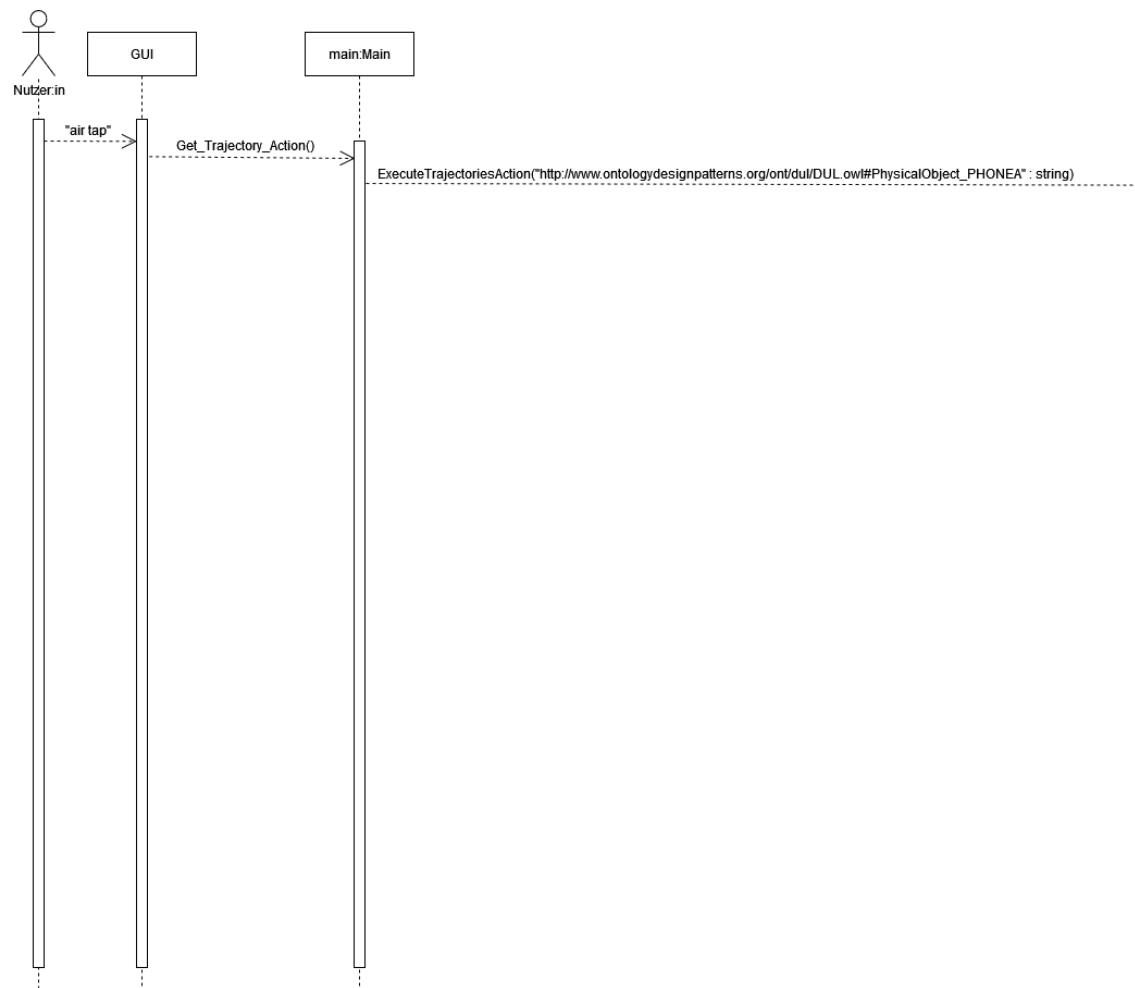 Nutzer:in
GUI
main:Main
"air tap"
Get_Trajectory_Action()
ExecuteTrajectoriesAction("http://www.ontologydesignpatterns.org/ont/dul/DUL.owl#PhysicalObject_PHONEA" : string)